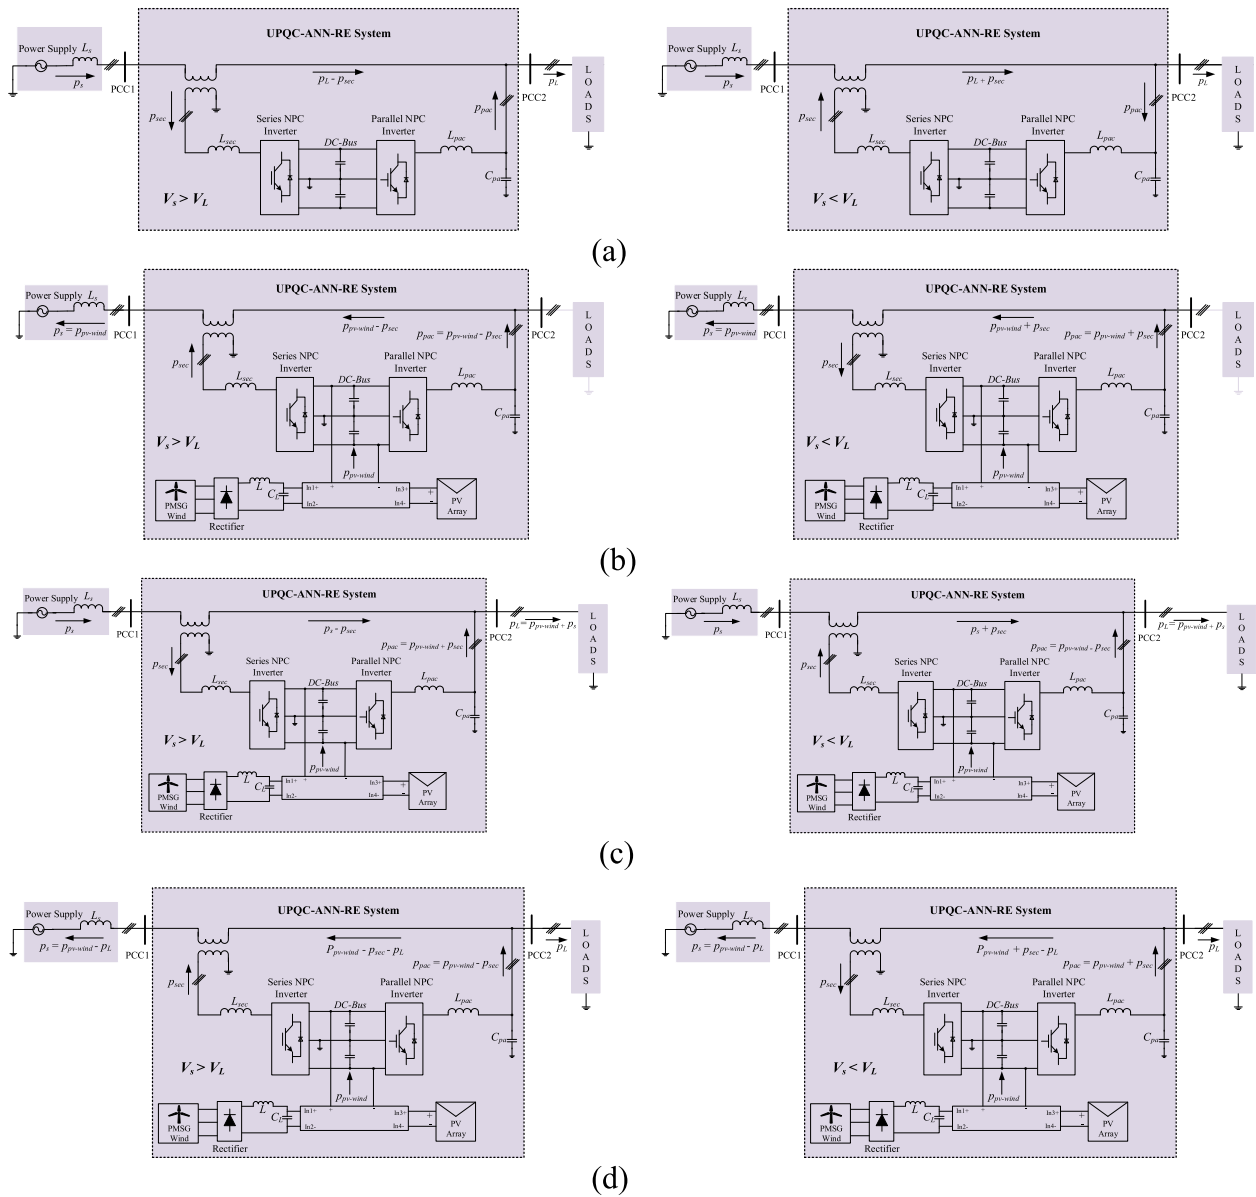 UPQC-ANN-RE System
Power Supply Ls
ps
PCC1
pL - psec
PCC2
pL
LOADS
psec
ppac
Lsec
Series NPC
Inverter
DC-Bus
Parallel NPC
Inverter
Lpac
Cpa
Vs > VL
UPQC-ANN-RE System
Power Supply Ls
ps
PCC1
pL + psec
PCC2
pL
LOADS
psec
ppac
Lsec
Series NPC
Inverter
DC-Bus
Parallel NPC
Inverter
Lpac
Cpa
Vs < VL
(a)
UPQC-ANN-RE System
Power Supply Ls
ps = ppv-wind
PCC1
ppv-wind - psec
ppac = ppv-wind - psec
PCC2
LOADS
psec
Lsec
Series NPC
Inverter
DC-Bus
Parallel NPC
Inverter
Lpac
Cpa
Vs > VL
ppv-wind
PMSG
Wind
Rectifier
L
CL
In1+
In2-
+
-
In3+
In4-
+
-
PV
Array
UPQC-ANN-RE System
Power Supply Ls
ps = ppv-wind
PCC1
ppv-wind + psec
ppac = ppv-wind + psec
PCC2
LOADS
psec
Lsec
Series NPC
Inverter
DC-Bus
Parallel NPC
Inverter
Lpac
Cpa
Vs < VL
ppv-wind
PMSG
Wind
Rectifier
L
CL
In1+
In2-
+
-
In3+
In4-
+
-
PV
Array
(b)
UPQC-ANN-RE System
Power Supply Ls
ps
PCC1
ps - psec
ppac = ppv-wind + psec
PCC2
pL = ppv-wind + ps
LOADS
psec
Lsec
Series NPC
Inverter
DC-Bus
Parallel NPC
Inverter
Lpac
Cpa
Vs > VL
ppv-wind
PMSG
Wind
Rectifier
L
CL
In1+
In2-
+
-
In3+
In4-
+
-
PV
Array
UPQC-ANN-RE System
Power Supply Ls
ps
PCC1
ps + psec
ppac = ppv-wind - psec
PCC2
pL = ppv-wind + ps
LOADS
psec
Lsec
Series NPC
Inverter
DC-Bus
Parallel NPC
Inverter
Lpac
Cpa
Vs < VL
ppv-wind
PMSG
Wind
Rectifier
L
CL
In1+
In2-
+
-
In3+
In4-
+
-
PV
Array
(c)
UPQC-ANN-RE System
Power Supply Ls
ps = ppv-wind - pL
PCC1
Ppv-wind - psec - pL
ppac = ppv-wind - psec
PCC2
pL
LOADS
psec
Lsec
Series NPC
Inverter
DC-Bus
Parallel NPC
Inverter
Lpac
Cpa
Vs > VL
ppv-wind
PMSG
Wind
Rectifier
L
CL
In1+
In2-
+
-
In3+
In4-
+
-
PV
Array
UPQC-ANN-RE System
Power Supply Ls
ps = ppv-wind - pL
PCC1
Ppv-wind + psec - pL
ppac = ppv-wind + psec
PCC2
pL
LOADS
psec
Lsec
Series NPC
Inverter
DC-Bus
Parallel NPC
Inverter
Lpac
Cpa
Vs < VL
ppv-wind
PMSG
Wind
Rectifier
L
CL
In1+
In2-
+
-
In3+
In4-
+
-
PV
Array
(d)